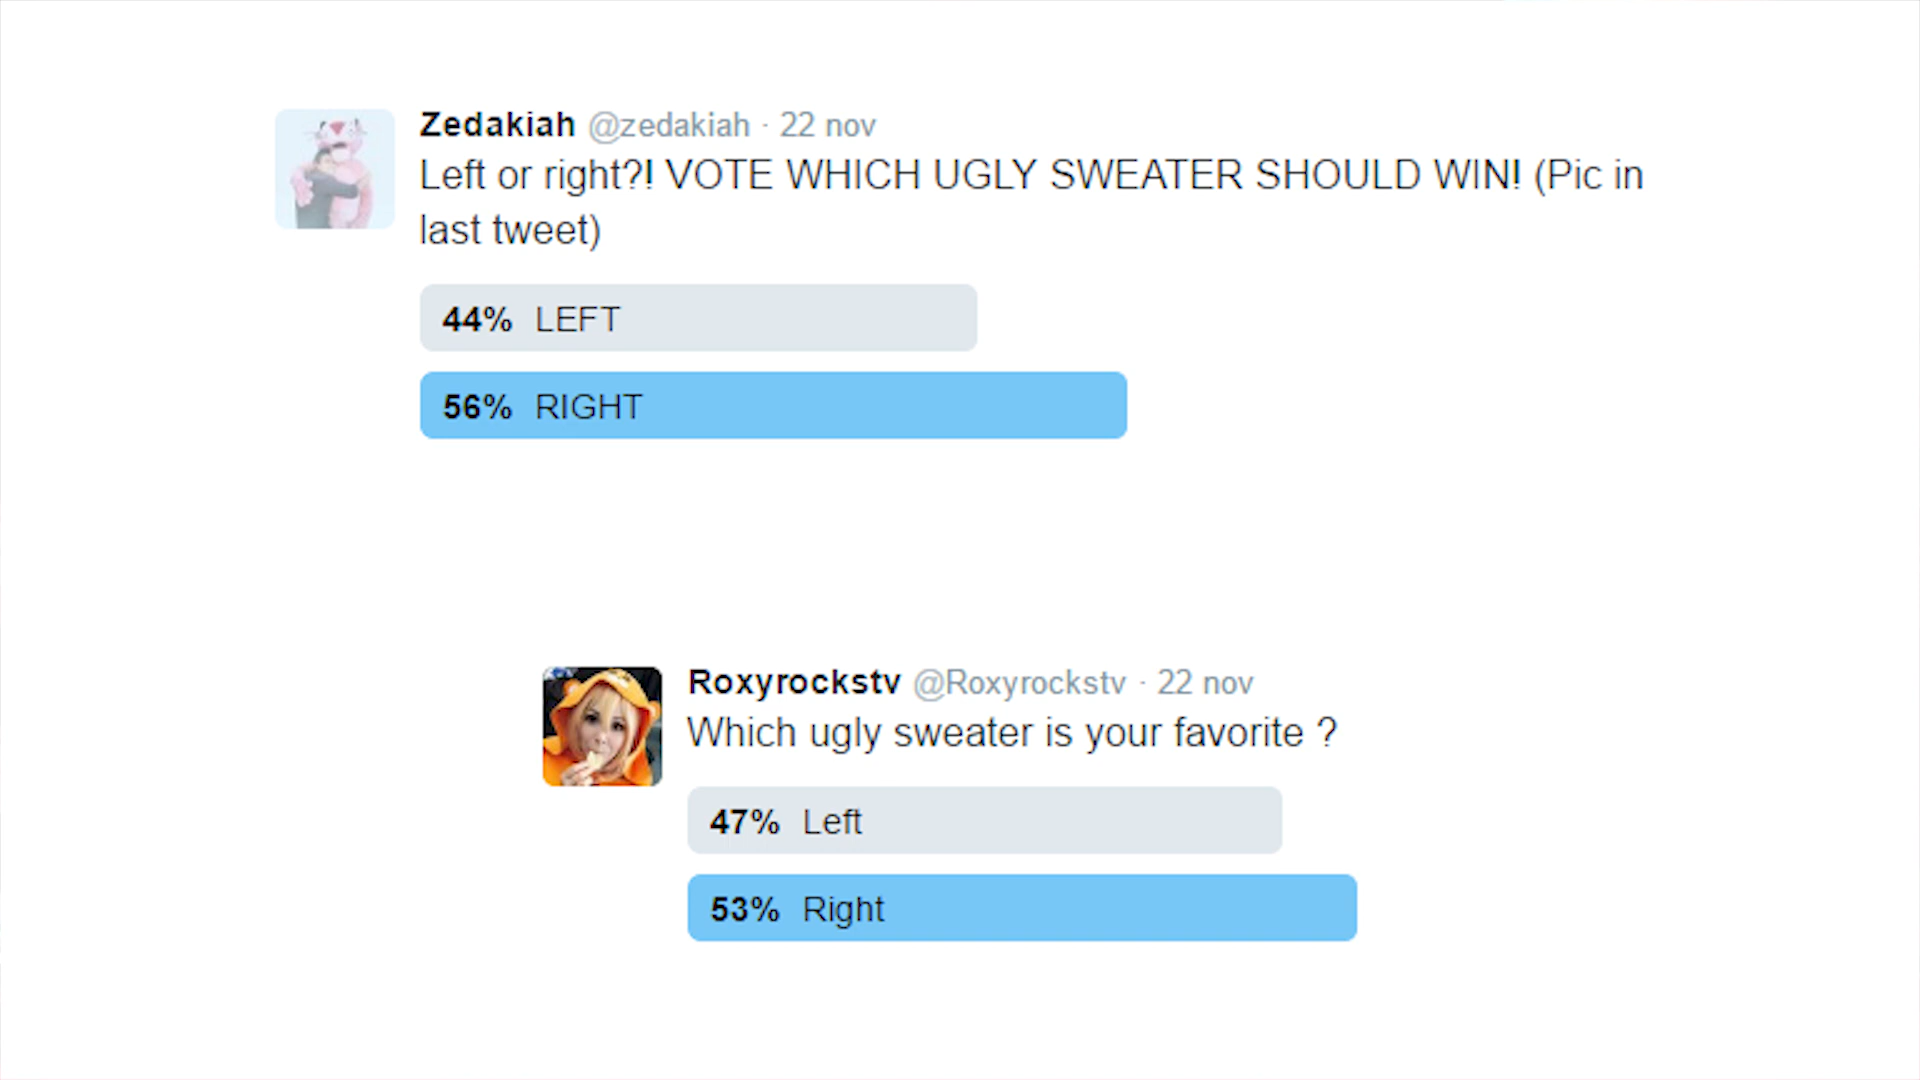 Zedakiah @zedakiah · 22 nov
Left or right?! VOTE WHICH UGLY SWEATER SHOULD WIN! (Pic in
last tweet)
44% LEFT
56% RIGHT
Roxyrockstv @Roxyrockstv · 22 nov
Which ugly sweater is your favorite ?
47% Left
53% Right